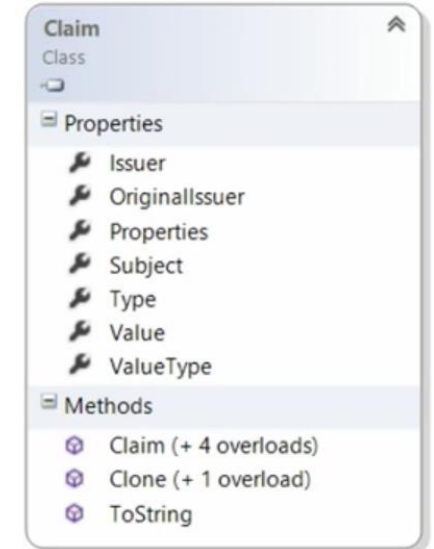 Claim
Class
Properties
Issuer
OriginalIssuer
Properties
Subject
Type
Value
ValueType
Methods
Claim (+ 4 overloads)
Clone (+ 1 overload)
ToString